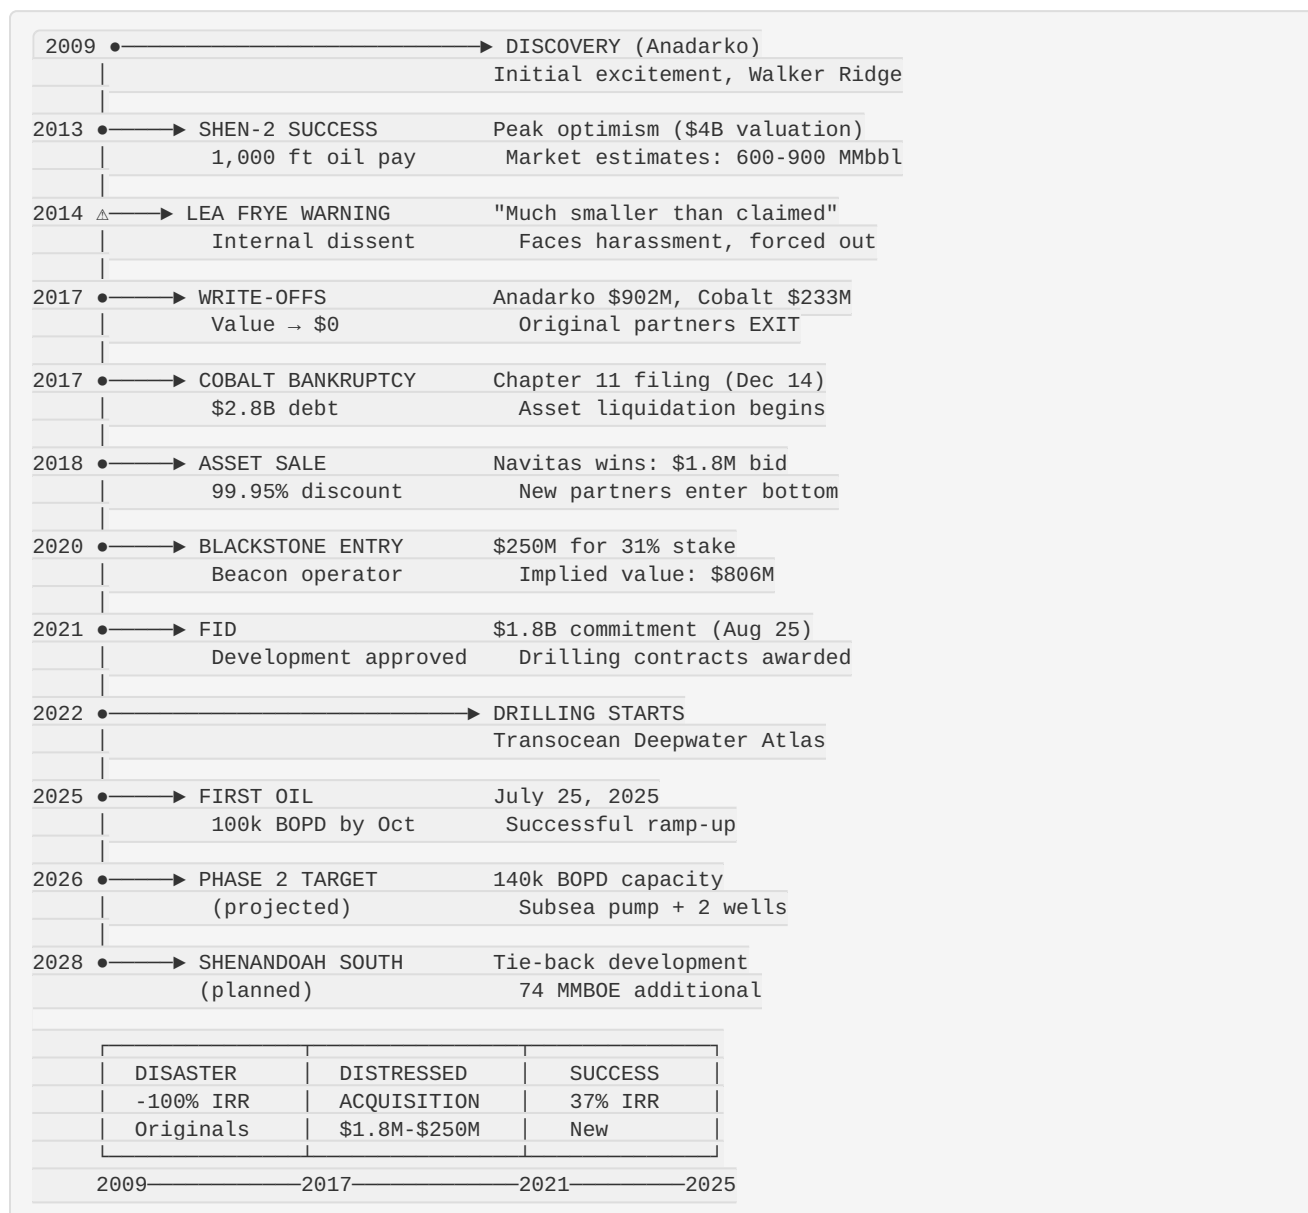 2009 ●────────────────────────────► DISCOVERY (Anadarko)
│ Initial excitement, Walker Ridge
│
2013 ●─────► SHEN-2 SUCCESS Peak optimism ($4B valuation)
│ 1,000 ft oil pay Market estimates: 600-900 MMbbl
│
2014 ⚠────► LEA FRYE WARNING "Much smaller than claimed"
│ Internal dissent Faces harassment, forced out
│
2017 ●─────► WRITE-OFFS Anadarko $902M, Cobalt $233M
│ Value → $0 Original partners EXIT
│
2017 ●─────► COBALT BANKRUPTCY Chapter 11 filing (Dec 14)
│ $2.8B debt Asset liquidation begins
│
2018 ●─────► ASSET SALE Navitas wins: $1.8M bid
│ 99.95% discount New partners enter bottom
│
2020 ●─────► BLACKSTONE ENTRY $250M for 31% stake
│ Beacon operator Implied value: $806M
│
2021 ●─────► FID $1.8B commitment (Aug 25)
│ Development approved Drilling contracts awarded
│
2022 ●────────────────────────────► DRILLING STARTS
│ Transocean Deepwater Atlas
│
2025 ●─────► FIRST OIL July 25, 2025
│ 100k BOPD by Oct Successful ramp-up
│
2026 ●─────► PHASE 2 TARGET 140k BOPD capacity
│ (projected) Subsea pump + 2 wells
│
2028 ●─────► SHENANDOAH SOUTH Tie-back development
(planned) 74 MMBOE additional
┌───────────────┬────────────────┬──────────────┐
│ DISASTER │ DISTRESSED │ SUCCESS │
│ -100% IRR │ ACQUISITION │ 37% IRR │
│ Originals │ $1.8M-$250M │ New │
└───────────────┴────────────────┴──────────────┘
2009────────────2017─────────────2021─────────2025